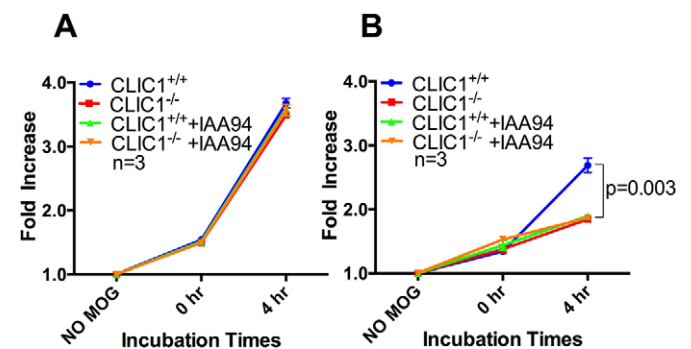 A
4.0
3.0
2.0
1.0
Fold Increase
CLIC1+/+
CLIC1-/-
CLIC1+/+ +IAA94
CLIC1-/- +IAA94
n=3
NO MOG
0 hr
4 hr
Incubation Times
B
4.0
3.0
2.0
1.0
Fold Increase
CLIC1+/+
CLIC1-/-
CLIC1+/+ +IAA94
CLIC1-/- +IAA94
n=3
p=0.003
NO MOG
0 hr
4 hr
Incubation Times